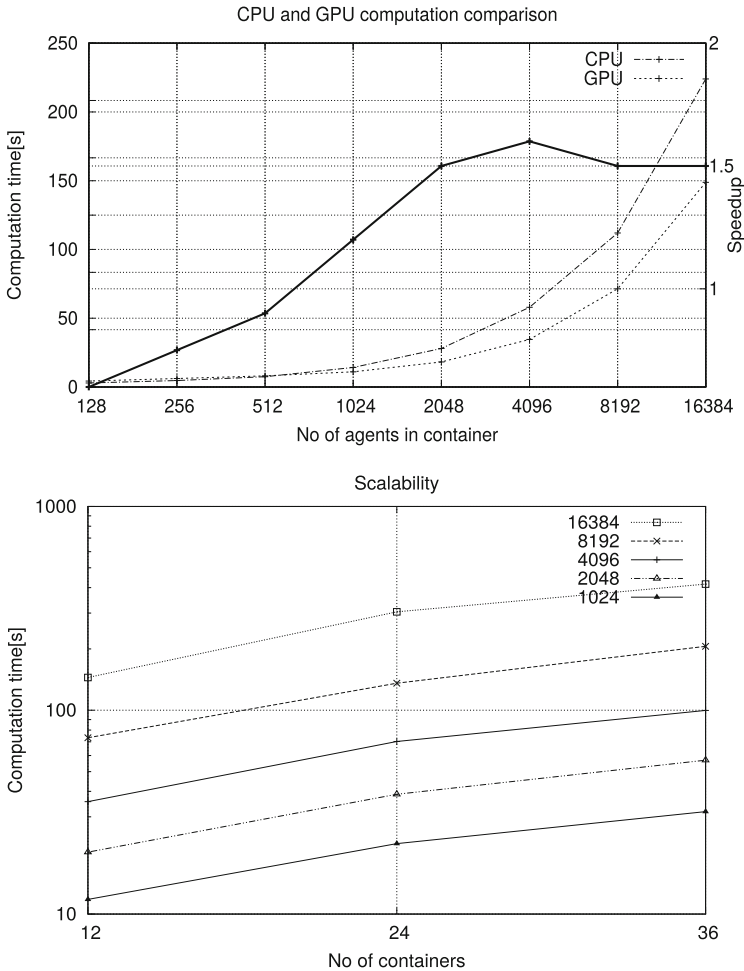 CPU and GPU computation comparison
250
200
150
100
50
0
Computation time[s]
CPU
GPU
2
1.5
1
Speedup
128 256 512 1024 2048 4096 8192 16384
No of agents in container
Scalability
1000
100
10
Computation time[s]
16384
8192
4096
2048
1024
12 24 36
No of containers